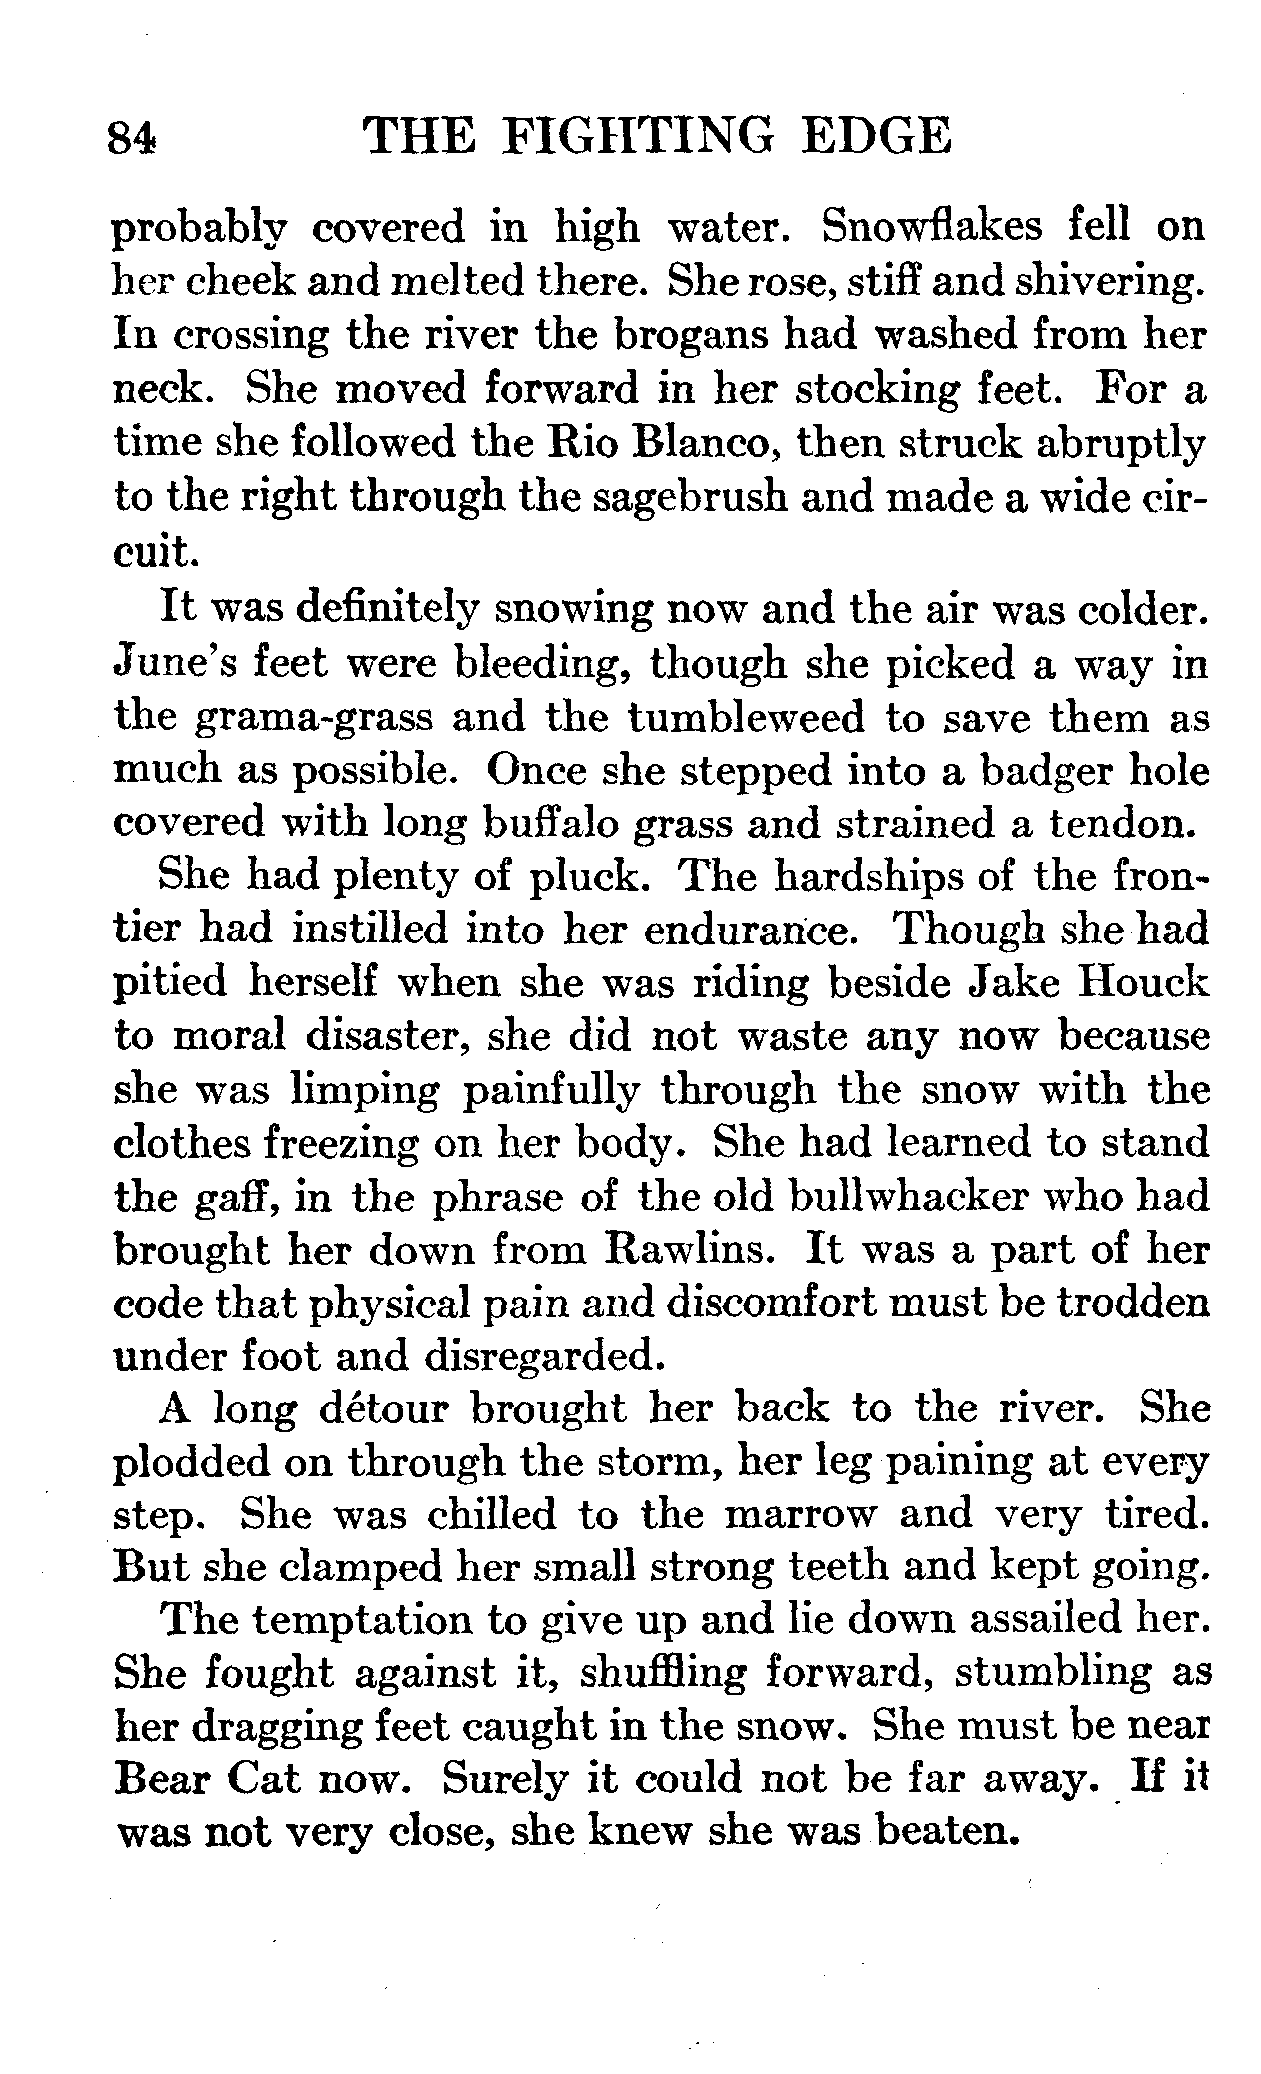 84 THE FIGHTING EDGE
probably covered in high water. Snowflakes fell on
her cheek and melted there. She rose, stiff and shivering.
In crossing the river the brogans had washed from her
neck. She moved forward in her stocking feet. For a
time she followed the Rio Blanco, then struck abruptly
to the right through the sagebrush and made a wide cir-
cuit.
It was definitely snowing now and the air was colder.
June's feet were bleeding, though she picked a way in
the grama-grass and the tumbleweed to save them as
much as possible. Once she stepped into a badger hole
covered with long buffalo grass and strained a tendon.
She had plenty of pluck. The hardships of the fron-
tier had instilled into her endurance. Though she had
pitied herself when she was riding beside Jake Houck
to moral disaster, she did not waste any now because
she was limping painfully through the snow with the
clothes freezing on her body. She had learned to stand
the gaff, in the phrase of the old bullwhacker who had
brought her down from Rawlins. It was a part of her
code that physical pain and discomfort must be trodden
under foot and disregarded.
A long détour brought her back to the river. She
plodded on through the storm, her leg paining at every
step. She was chilled to the marrow and very tired.
But she clamped her small strong teeth and kept going.
The temptation to give up and lie down assailed her.
She fought against it, shuffling forward, stumbling as
her dragging feet caught in the snow. She must be near
Bear Cat now. Surely it could not be far away. If it
was not very close, she knew she was beaten.